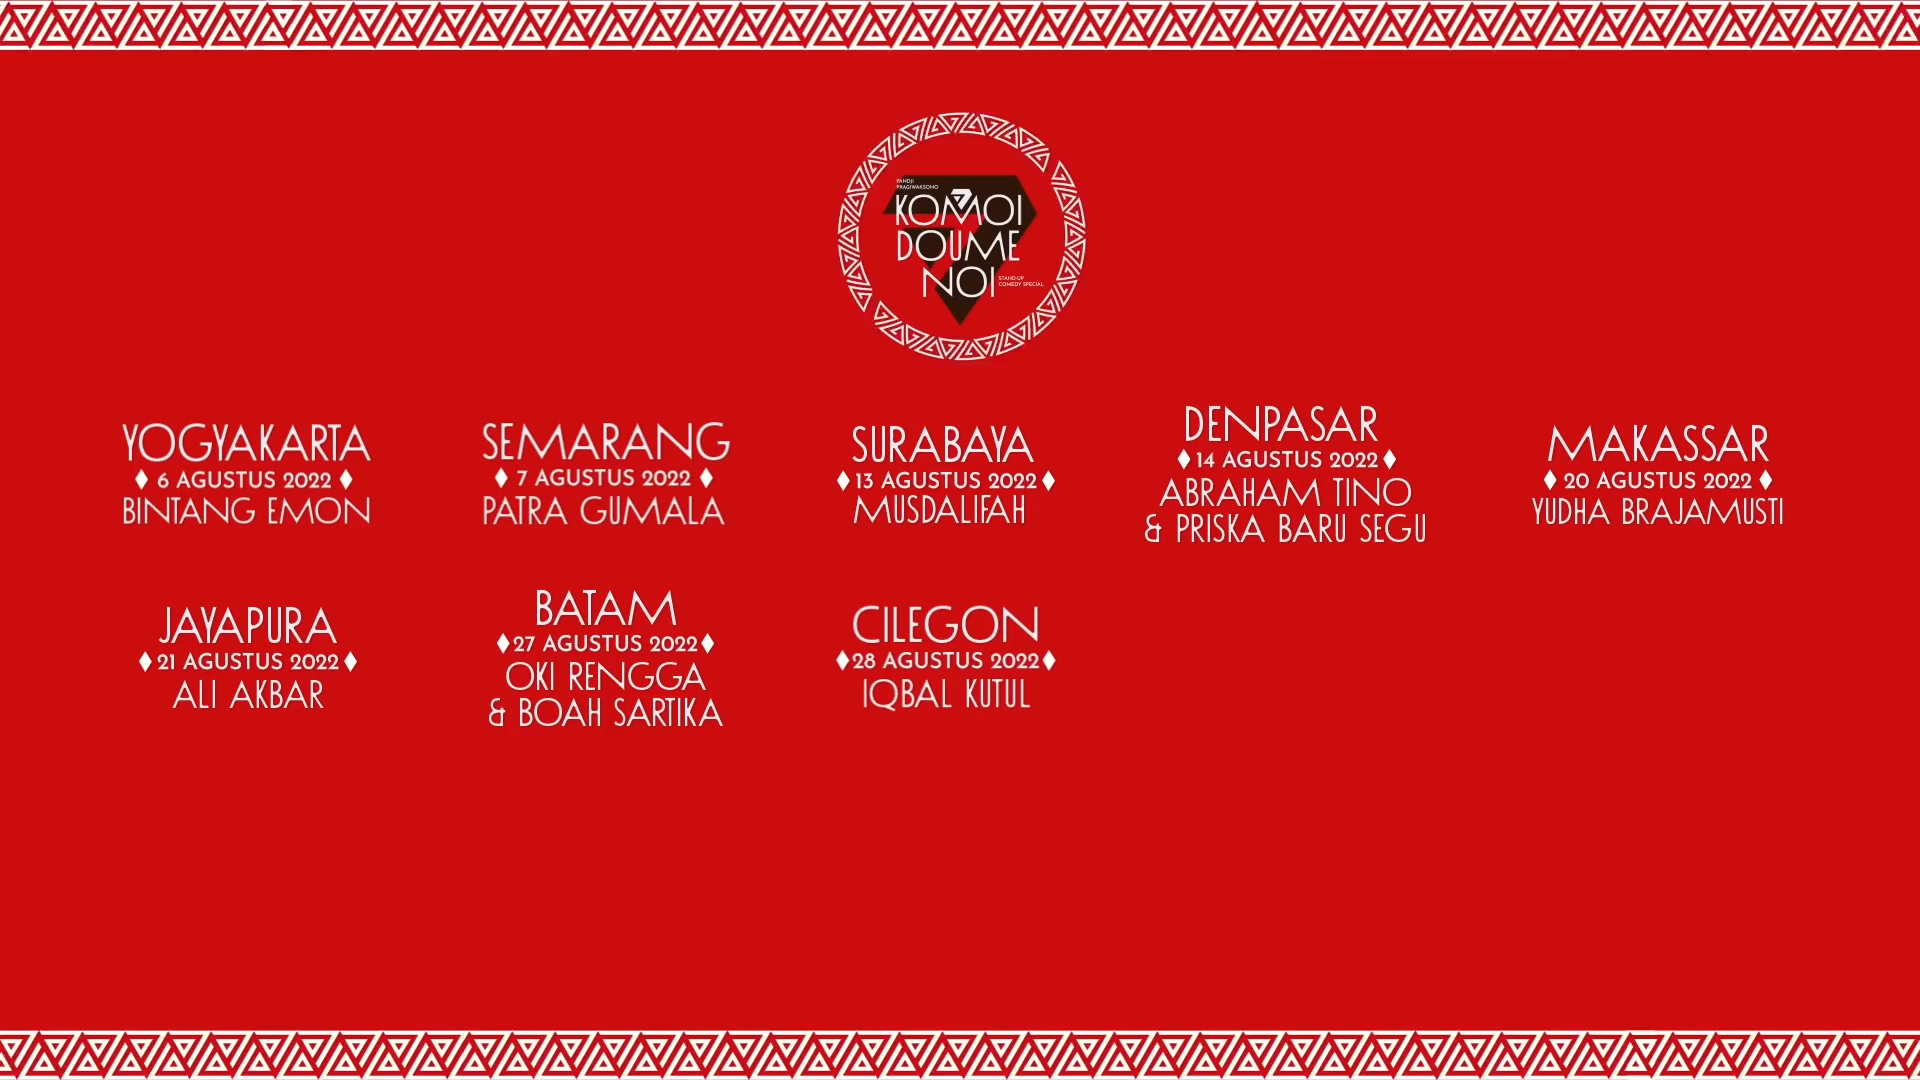 PANDJI
PRAGIWAKSONO
KOMOI
DOUME
NOI
STAND-UP
COMEDY SPECIAL
YOGYAKARTA
6 AGUSTUS 2022
BINTANG EMON
SEMARANG
7 AGUSTUS 2022
PATRA GUMALA
SURABAYA
13 AGUSTUS 2022
MUSDALIFAH
DENPASAR
14 AGUSTUS 2022
ABRAHAM TINO
& PRISKA BARU SEGU
MAKASSAR
20 AGUSTUS 2022
YUDHA BRAJAMUSTI
JAYAPURA
21 AGUSTUS 2022
ALI AKBAR
BATAM
27 AGUSTUS 2022
OKI RENGGA
& BOAH SARTIKA
CILEGON
28 AGUSTUS 2022
IQBAL KUTUL